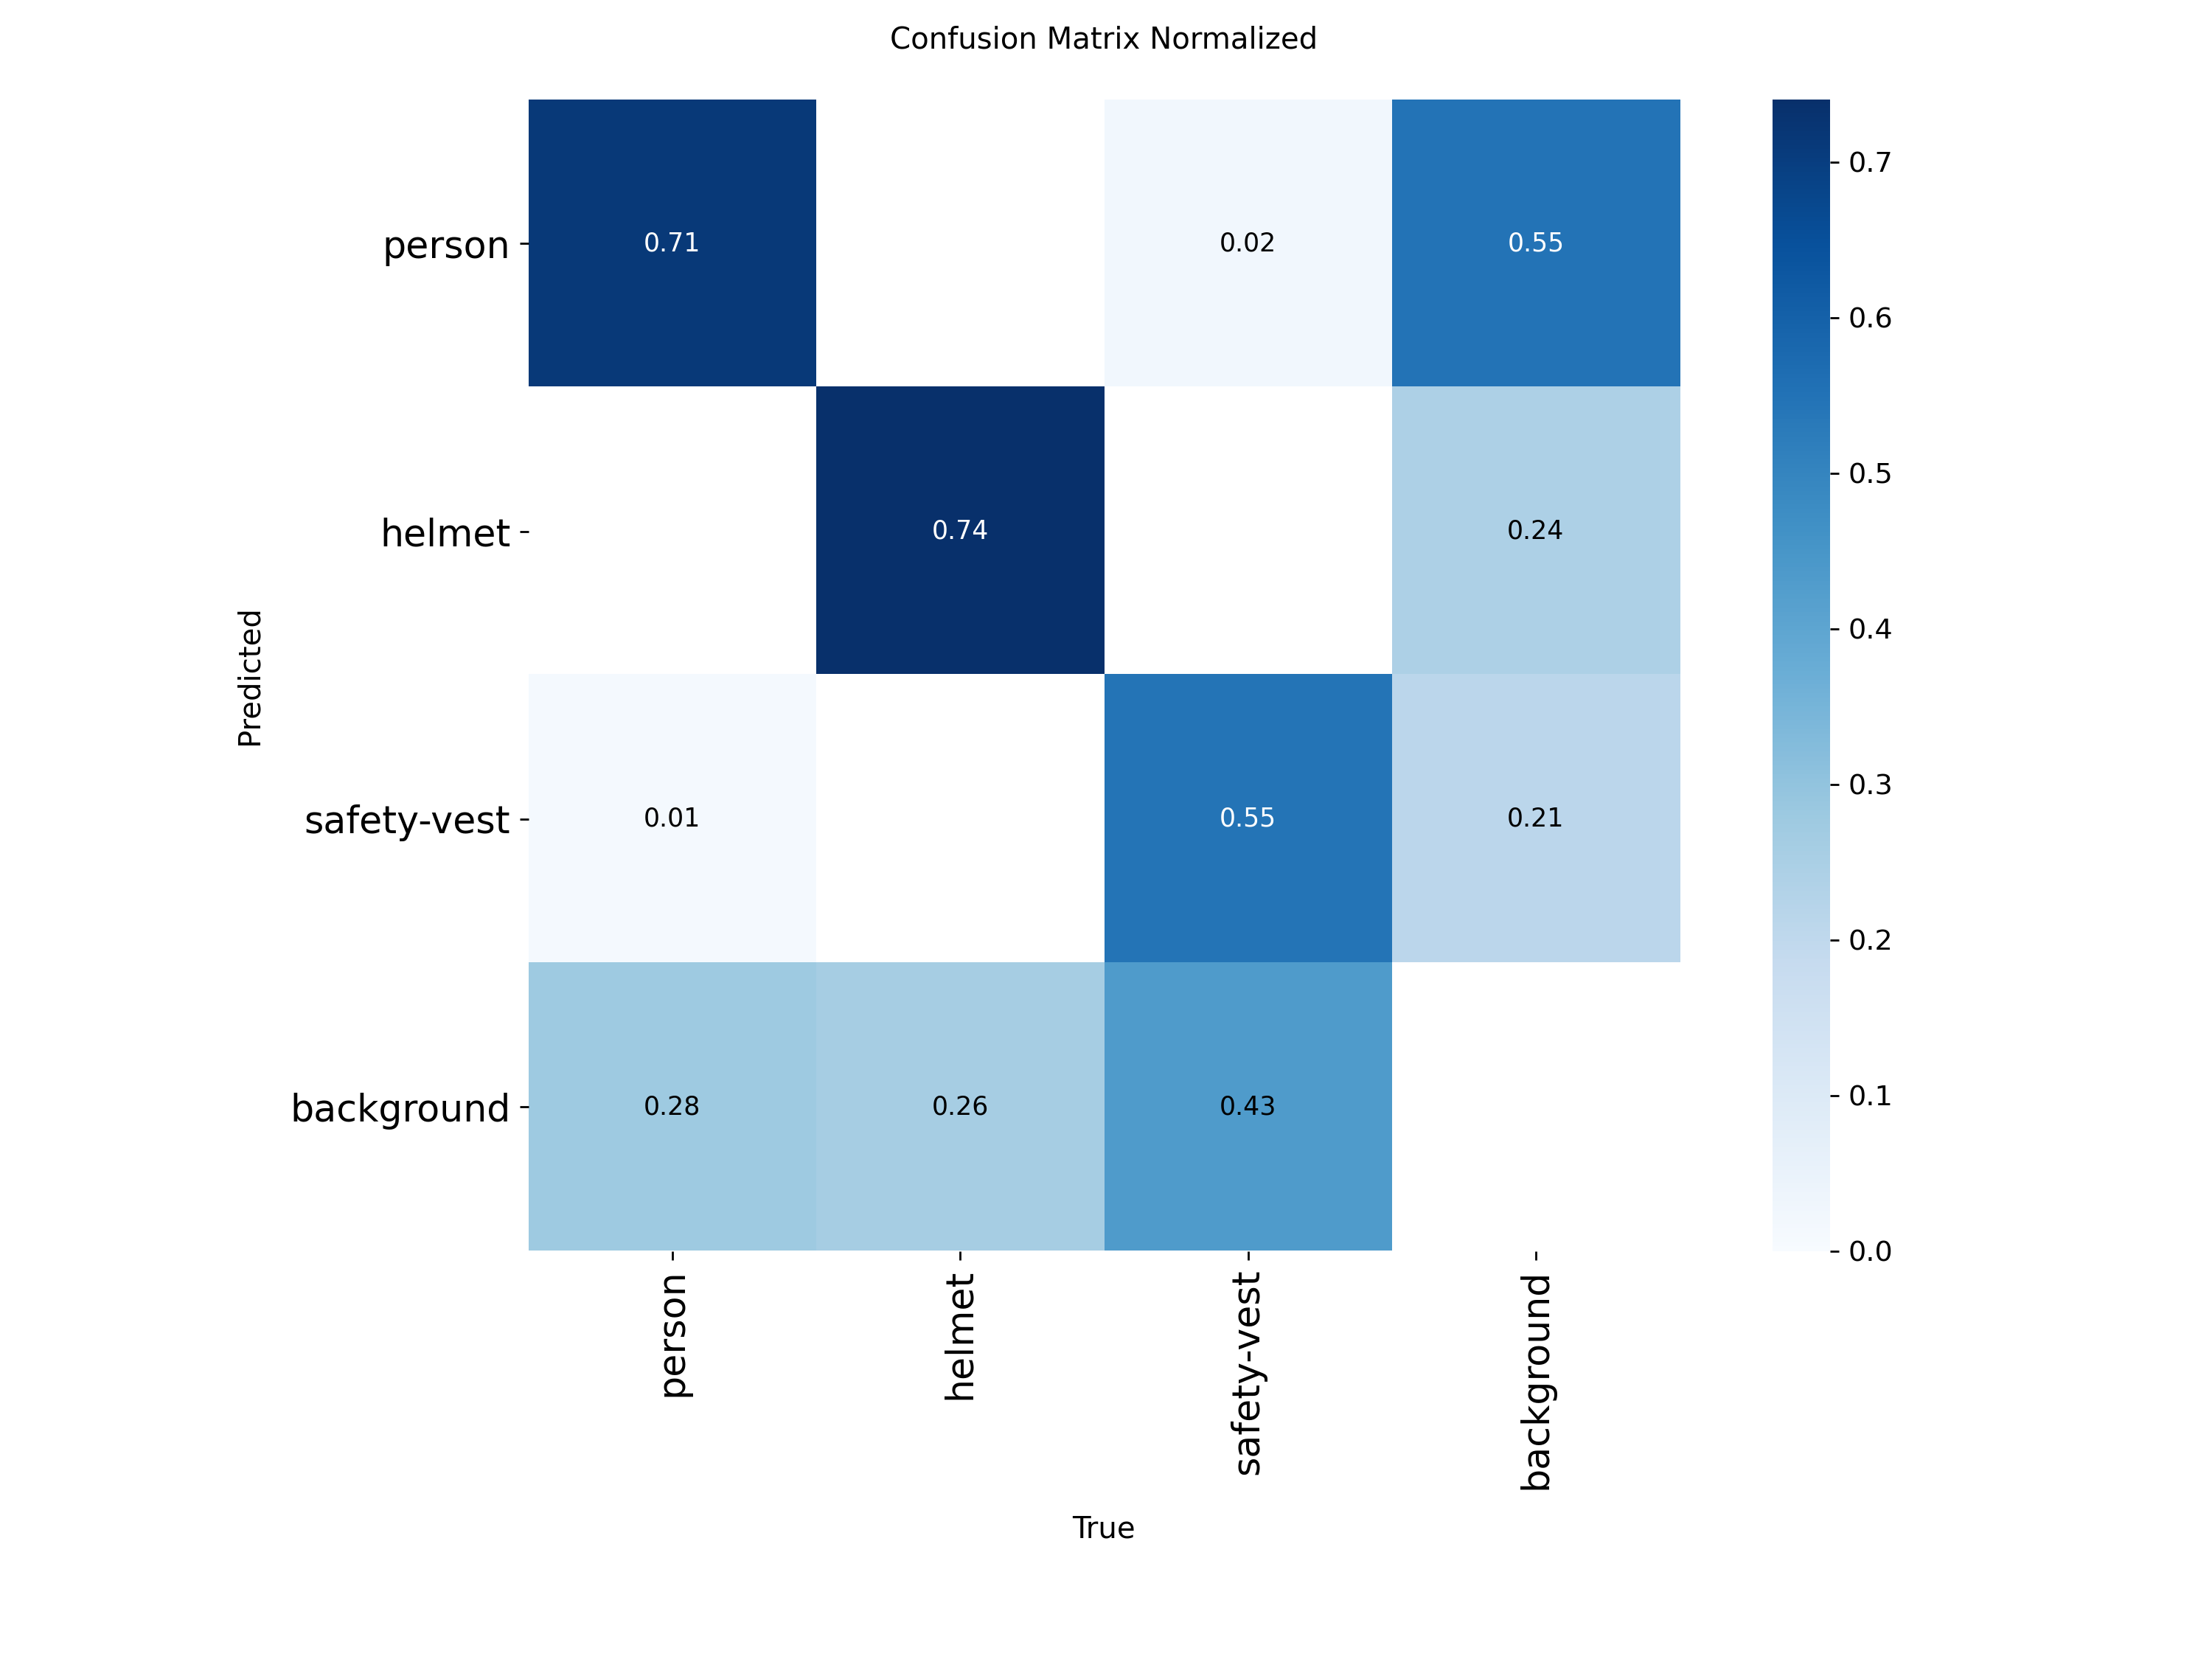 Confusion Matrix Normalized
person
0.71
0.02
0.55
helmet
0.74
0.24
safety-vest
0.01
0.55
0.21
background
0.28
0.26
0.43
person
helmet
safety-vest
background
True
Predicted
0.7
0.6
0.5
0.4
0.3
0.2
0.1
0.0